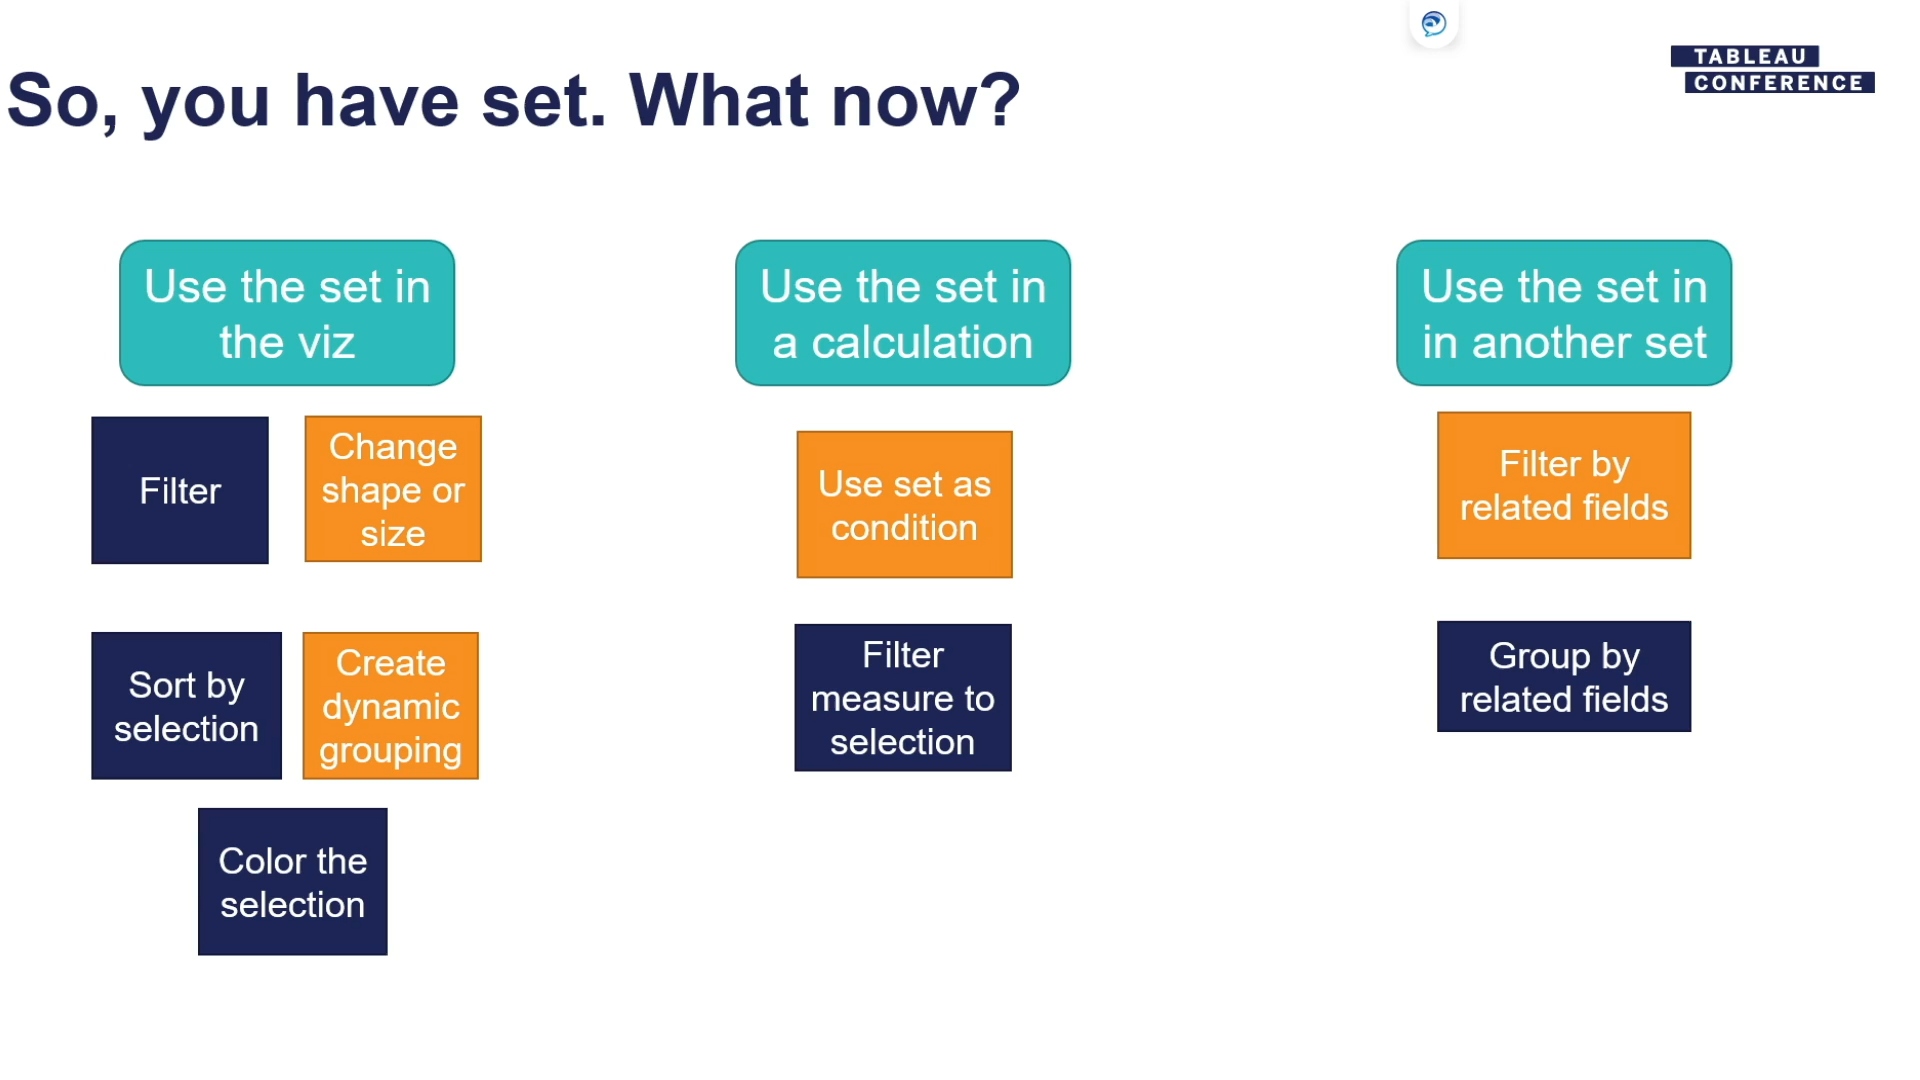 TABLEAU
CONFERENCE
So, you have set. What now?
Use the set in
the viz
Filter
Change
shape or
size
Sort by
selection
Create
dynamic
grouping
Color the
selection
Use the set in
a calculation
Use set as
condition
Filter
measure to
selection
Use the set in
in another set
Filter by
related fields
Group by
related fields